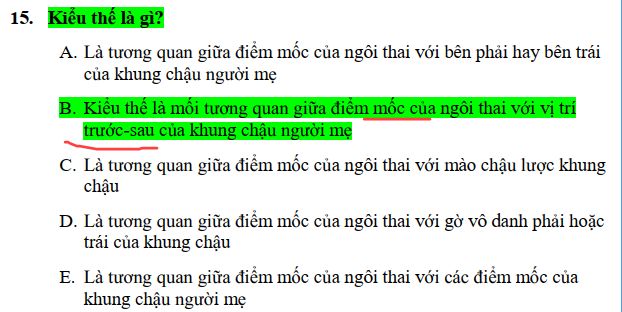 15. Kiểu thế là gì?
A. Là tương quan giữa điểm mốc của ngôi thai với bên phải hay bên trái
của khung chậu người mẹ
B. Kiểu thế là mối tương quan giữa điểm mốc của ngôi thai với vị trí
trước-sau của khung chậu người mẹ
C. Là tương quan giữa điểm mốc của ngôi thai với mào chậu lược khung
chậu
D. Là tương quan giữa điểm mốc của ngôi thai với gờ vô danh phải hoặc
trái của khung chậu
E. Là tương quan giữa điểm mốc của ngôi thai với các điểm mốc của
khung chậu người mẹ